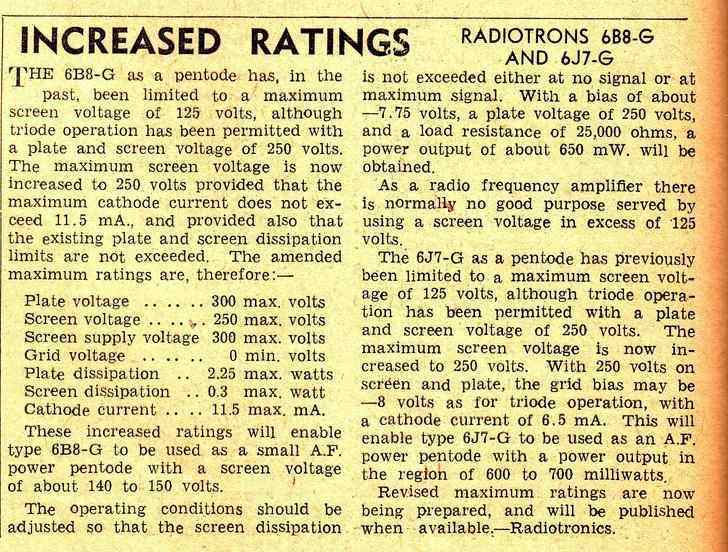 INCREASED RATINGS
RADIOTRONS 6B8-G
AND 6J7-G
THE 6B8-G as a pentode has, in the
past, been limited to a maximum
screen voltage of 125 volts, although
triode operation has been permitted with
a plate and screen voltage of 250 volts.
The maximum screen voltage is now
increased to 250 volts provided that the
maximum cathode current does not ex-
ceed 11.5 mA., and provided also that
the existing plate and screen dissipation
limits are not exceeded. The amended
maximum ratings are, therefore:—
Plate voltage ...... 300 max. volts
Screen voltage ...... 250 max. volts
Screen supply voltage 300 max. volts
Grid voltage ...... 0 min. volts
Plate dissipation .. 2.25 max. watts
Screen dissipation .. 0.3 max. watt
Cathode current .... 11.5 max. mA.
These increased ratings will enable
type 6B8-G to be used as a small A.F.
power pentode with a screen voltage
of about 140 to 150 volts.
The operating conditions should be
adjusted so that the screen dissipation
is not exceeded either at no signal or at
maximum signal. With a bias of about
—7.75 volts, a plate voltage of 250 volts,
and a load resistance of 25,000 ohms, a
power output of about 650 mW. will be
obtained.
As a radio frequency amplifier there
is normally no good purpose served by
using a screen voltage in excess of 125
volts.
The 6J7-G as a pentode has previously
been limited to a maximum screen volt-
age of 125 volts, although triode opera-
tion has been permitted with a plate
and screen voltage of 250 volts. The
maximum screen voltage is now in-
creased to 250 volts. With 250 volts on
screen and plate, the grid bias may be
—8 volts as for triode operation, with
a cathode current of 6.5 mA. This will
enable type 6J7-G to be used as an A.F.
power pentode with a power output in
the region of 600 to 700 milliwatts.
Revised maximum ratings are now
being prepared, and will be published
when available.—Radiotronics.